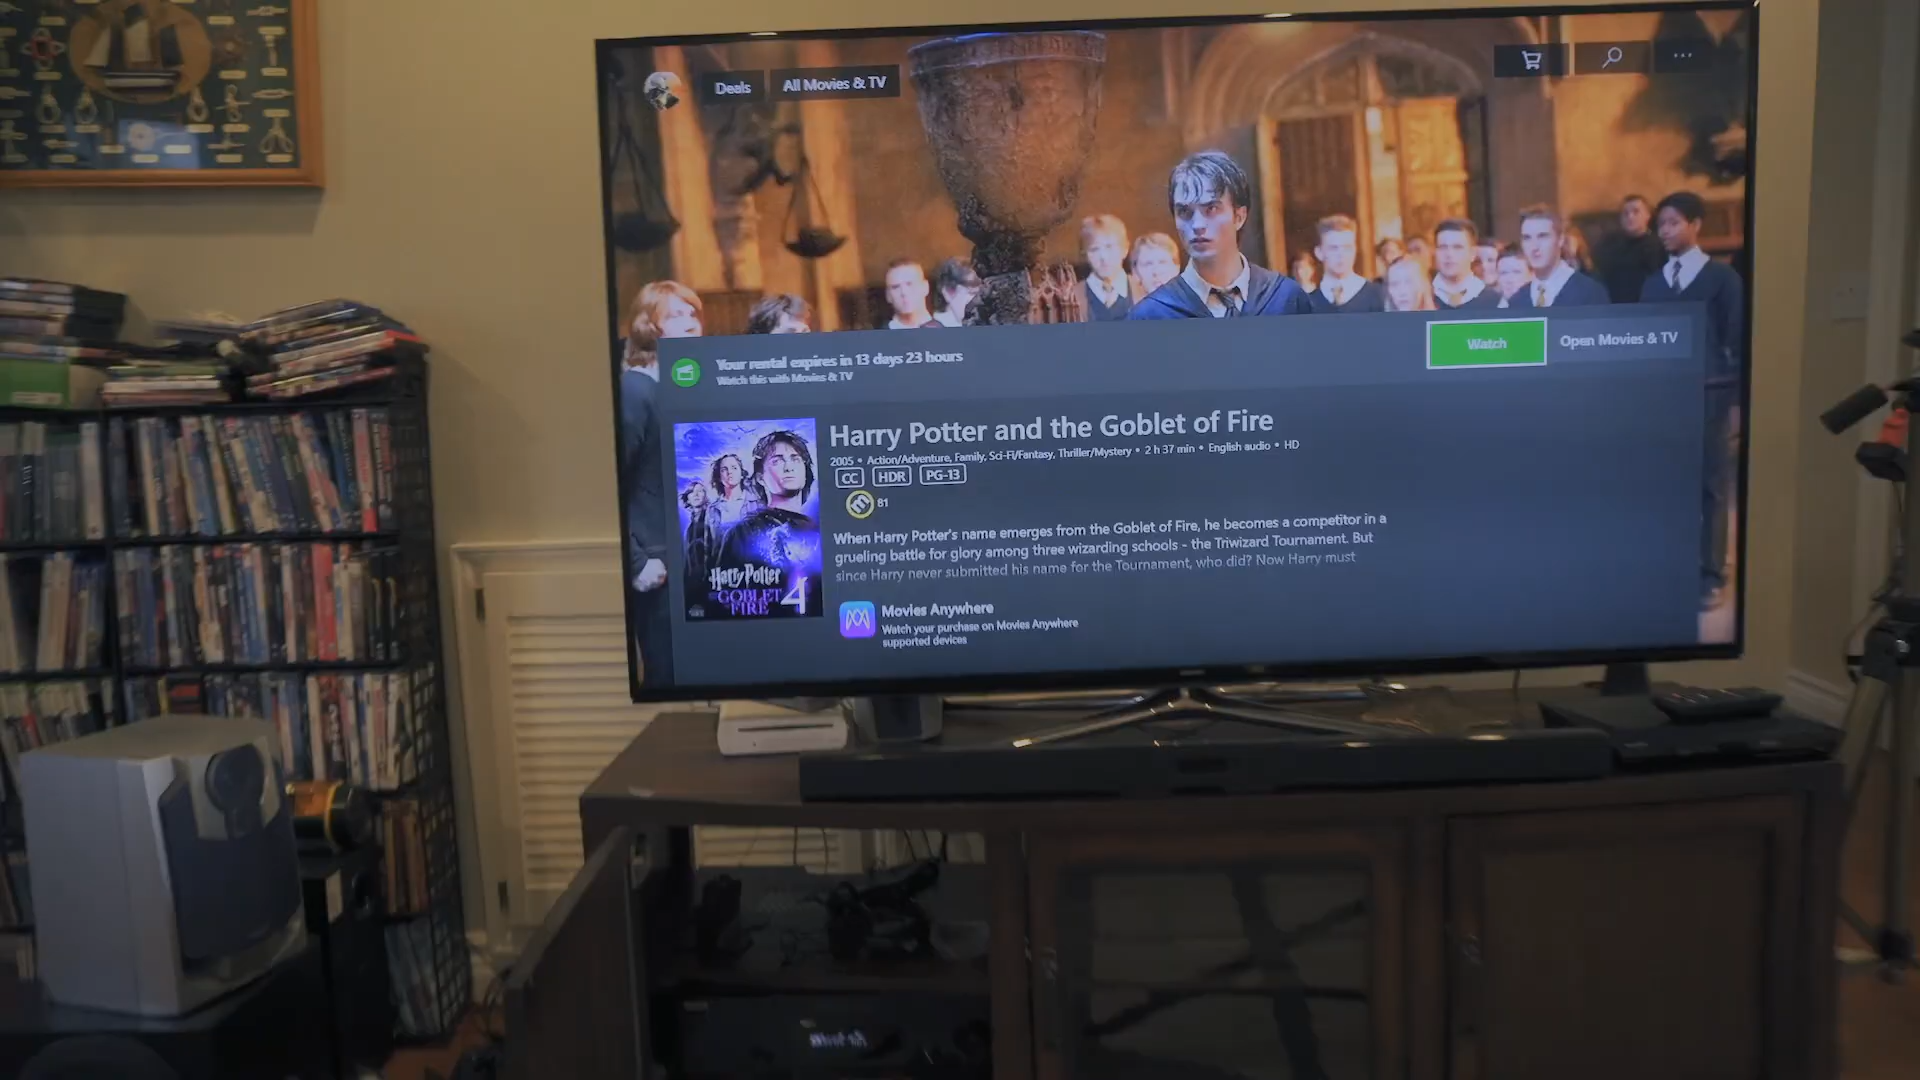 Deals
All Movies & TV
Your rental expires in 13 days 23 hours
Watch this with Movies & TV
Watch
Open Movies & TV
Harry Potter and the Goblet of Fire
2005 • Action/Adventure, Family, Sci-Fi/Fantasy, Thriller/Mystery • 2 h 37 min • English audio • HD
CC HDR PG-13
81
When Harry Potter's name emerges from the Goblet of Fire, he becomes a competitor in a
grueling battle for glory among three wizarding schools - the Triwizard Tournament. But
since Harry never submitted his name for the Tournament, who did? Now Harry must
Harry Potter
GOBLET
FIRE
4
Movies Anywhere
Watch your purchase on Movies Anywhere
supported devices